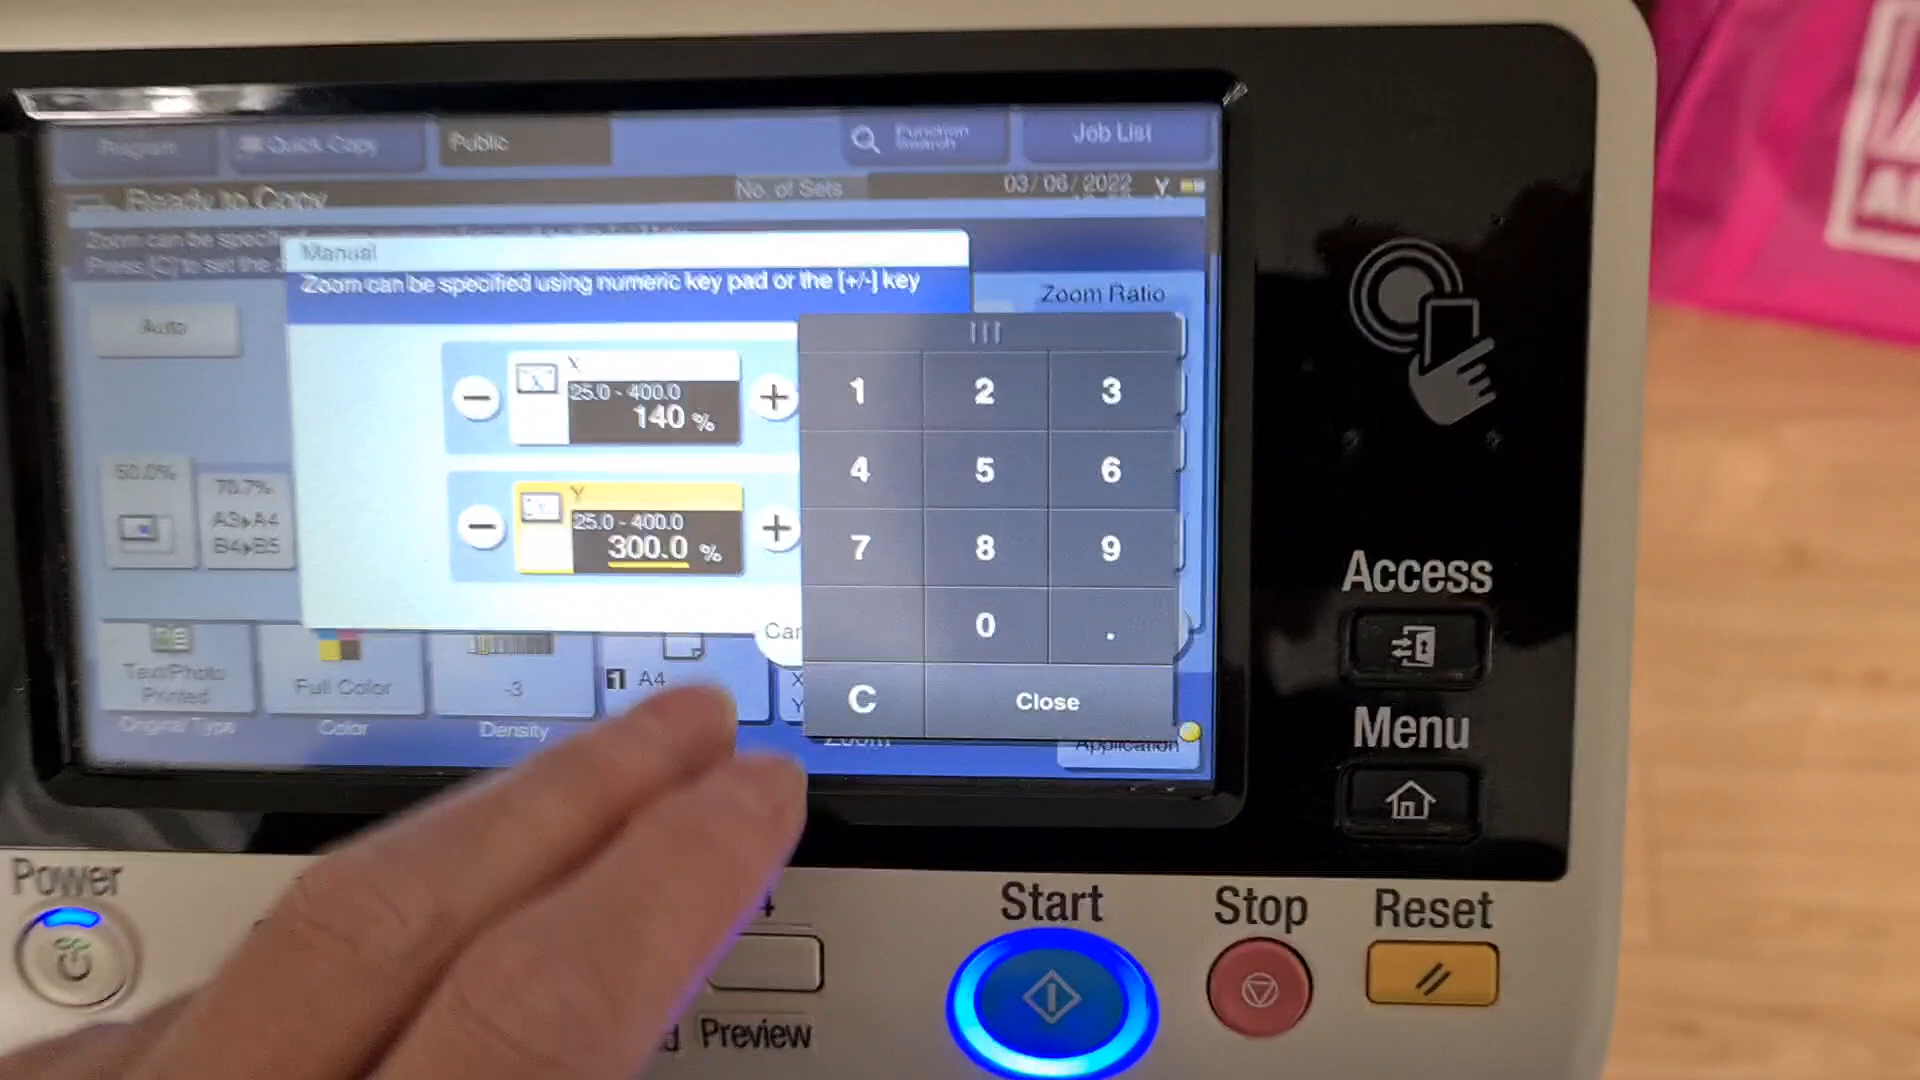 Program
Quick Copy
Public
Function
Search
Job List
Ready to Copy
No. of Sets
03/06/2022
Y
Zoom can be specif
Press [C] to set the
Manual
Zoom can be specified using numeric key pad or the [+/-] key
Zoom Ratio
Auto
X
25.0 - 400.0
140 %
Y
25.0 - 400.0
300.0 %
1 2 3
4 5 6
7 8 9
0 .
C Close
50.0%
70.7%
A3▸A4
B4▸B5
Can
Text/Photo
Printed
Original Type
Full Color
Color
-3
Density
1 A4
X
Y
Zoom
Application
Access
Menu
Power
Start
Stop
Reset
Preview